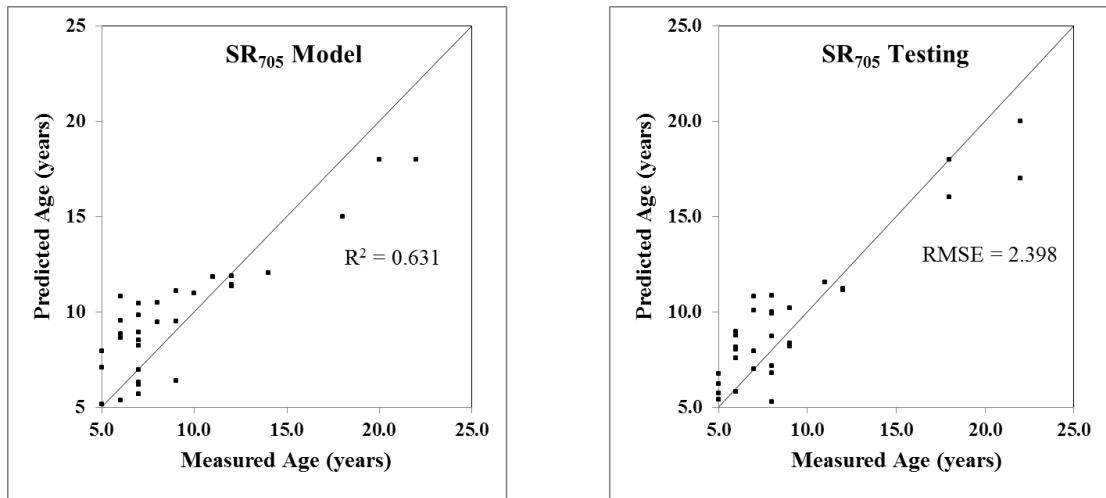 SR705 Model
25
20
15
10
5
5.0 10.0 15.0 20.0 25.0
Predicted Age (years)
Measured Age (years)
R² = 0.631
SR705 Testing
25.0
20.0
15.0
10.0
5.0
5.0 10.0 15.0 20.0 25.0
Predicted Age (years)
Measured Age (years)
RMSE = 2.398